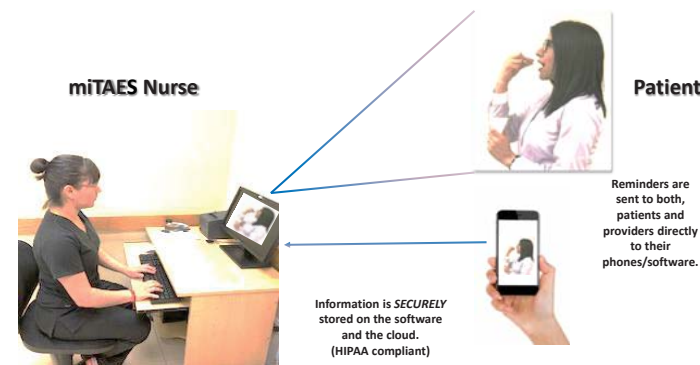 miTAES Nurse
Patient
Reminders are
sent to both,
patients and
providers directly
to their
phones/software.
Information is SECURELY
stored on the software
and the cloud.
(HIPAA compliant)